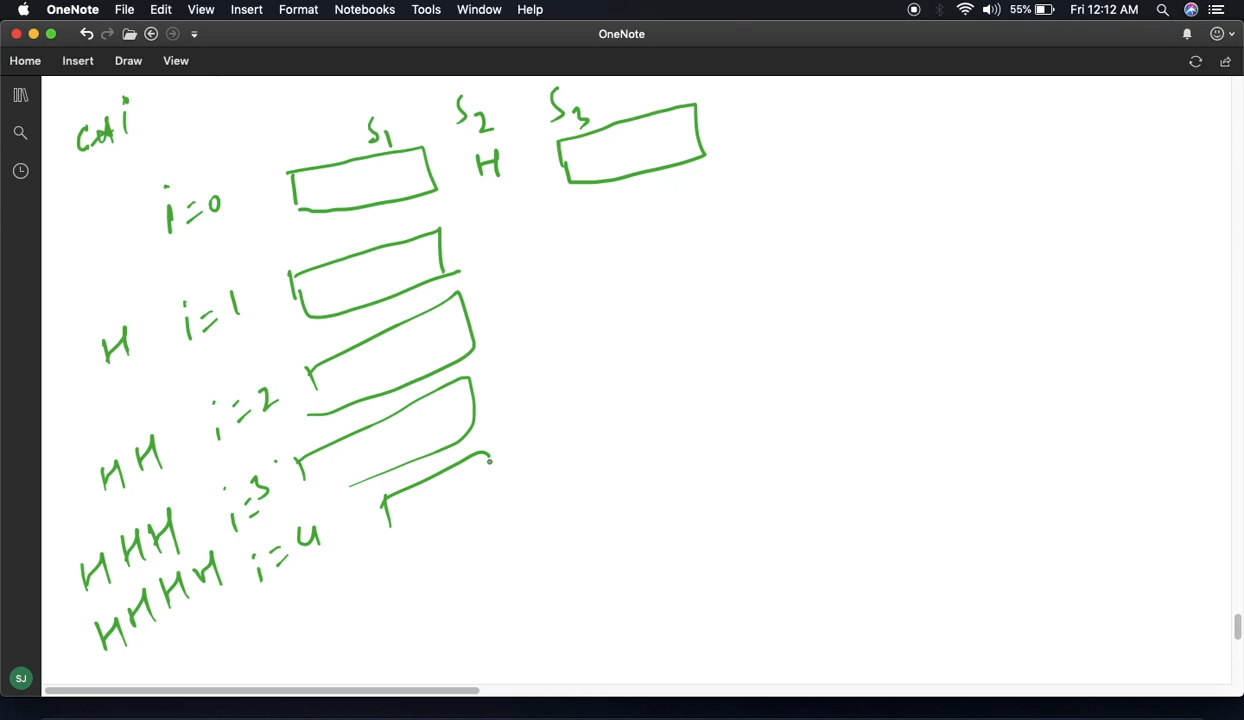 OneNote File Edit View Insert Format Notebooks Tools Window Help 55% Fri 12:12 AM
OneNote
Home Insert Draw View
S1 S2 S3
H
i=0
H i=1
HH i=2
HHH i=3
HHHH i=4
SJ